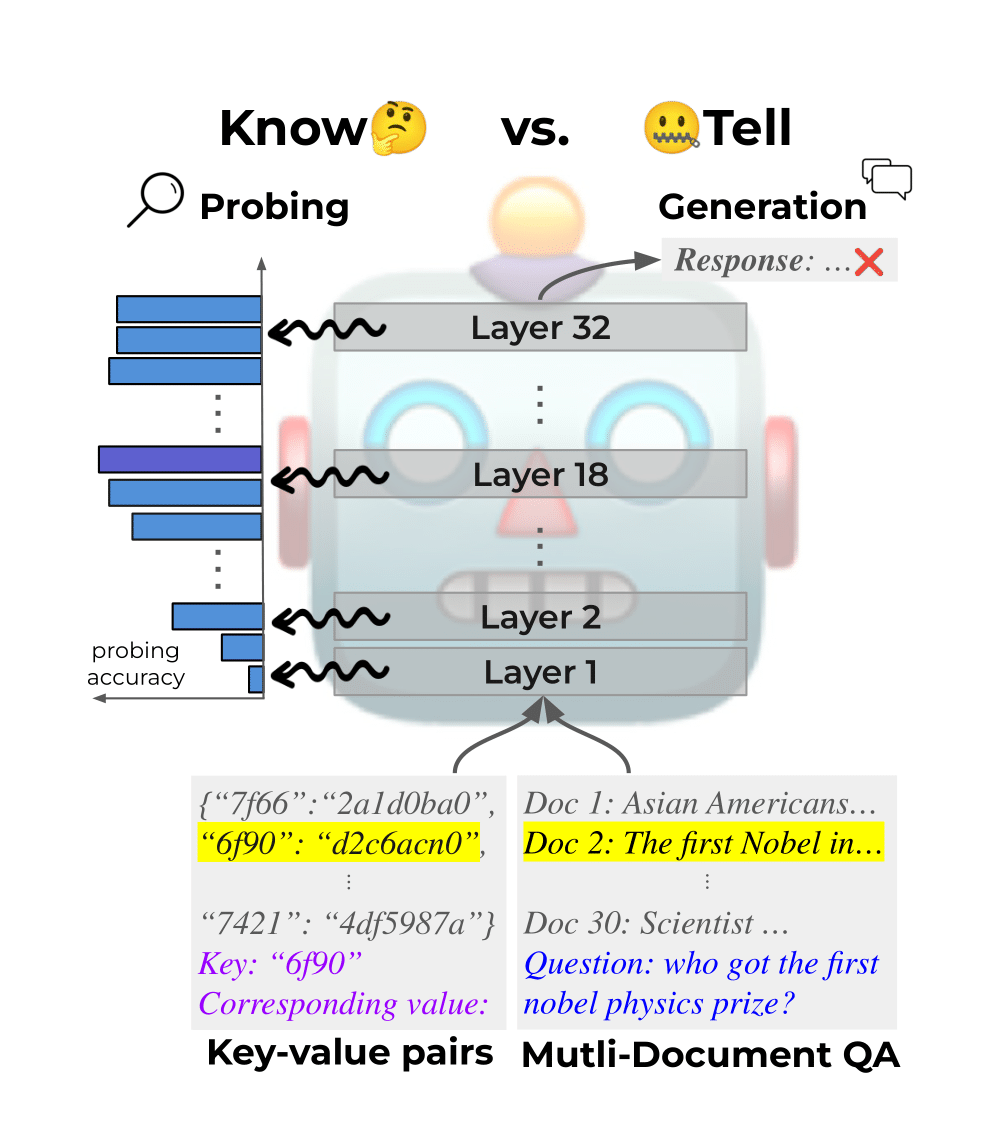 Know🤔 vs. 🤐Tell
Probing
Generation
Response: …❌
Layer 32
Layer 18
Layer 2
Layer 1
probing
accuracy
{“7f66”:“2a1d0ba0”,
“6f90”: “d2c6acn0”,
⋮
“7421”: “4df5987a”}
Key: “6f90”
Corresponding value:
Key-value pairs
Doc 1: Asian Americans…
Doc 2: The first Nobel in…
⋮
Doc 30: Scientist …
Question: who got the first
nobel physics prize?
Mutli-Document QA